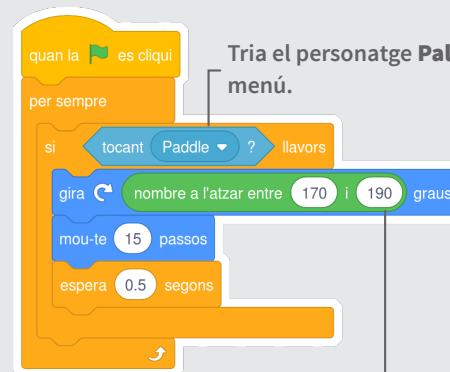 quan la es cliqui
Tria el personatge
menú.
per sempre
si tocant Paddle ? llavors
gira nombre a l'atzar entre 170 i 190 graus
mou-te 15 passos
espera 0.5 segons